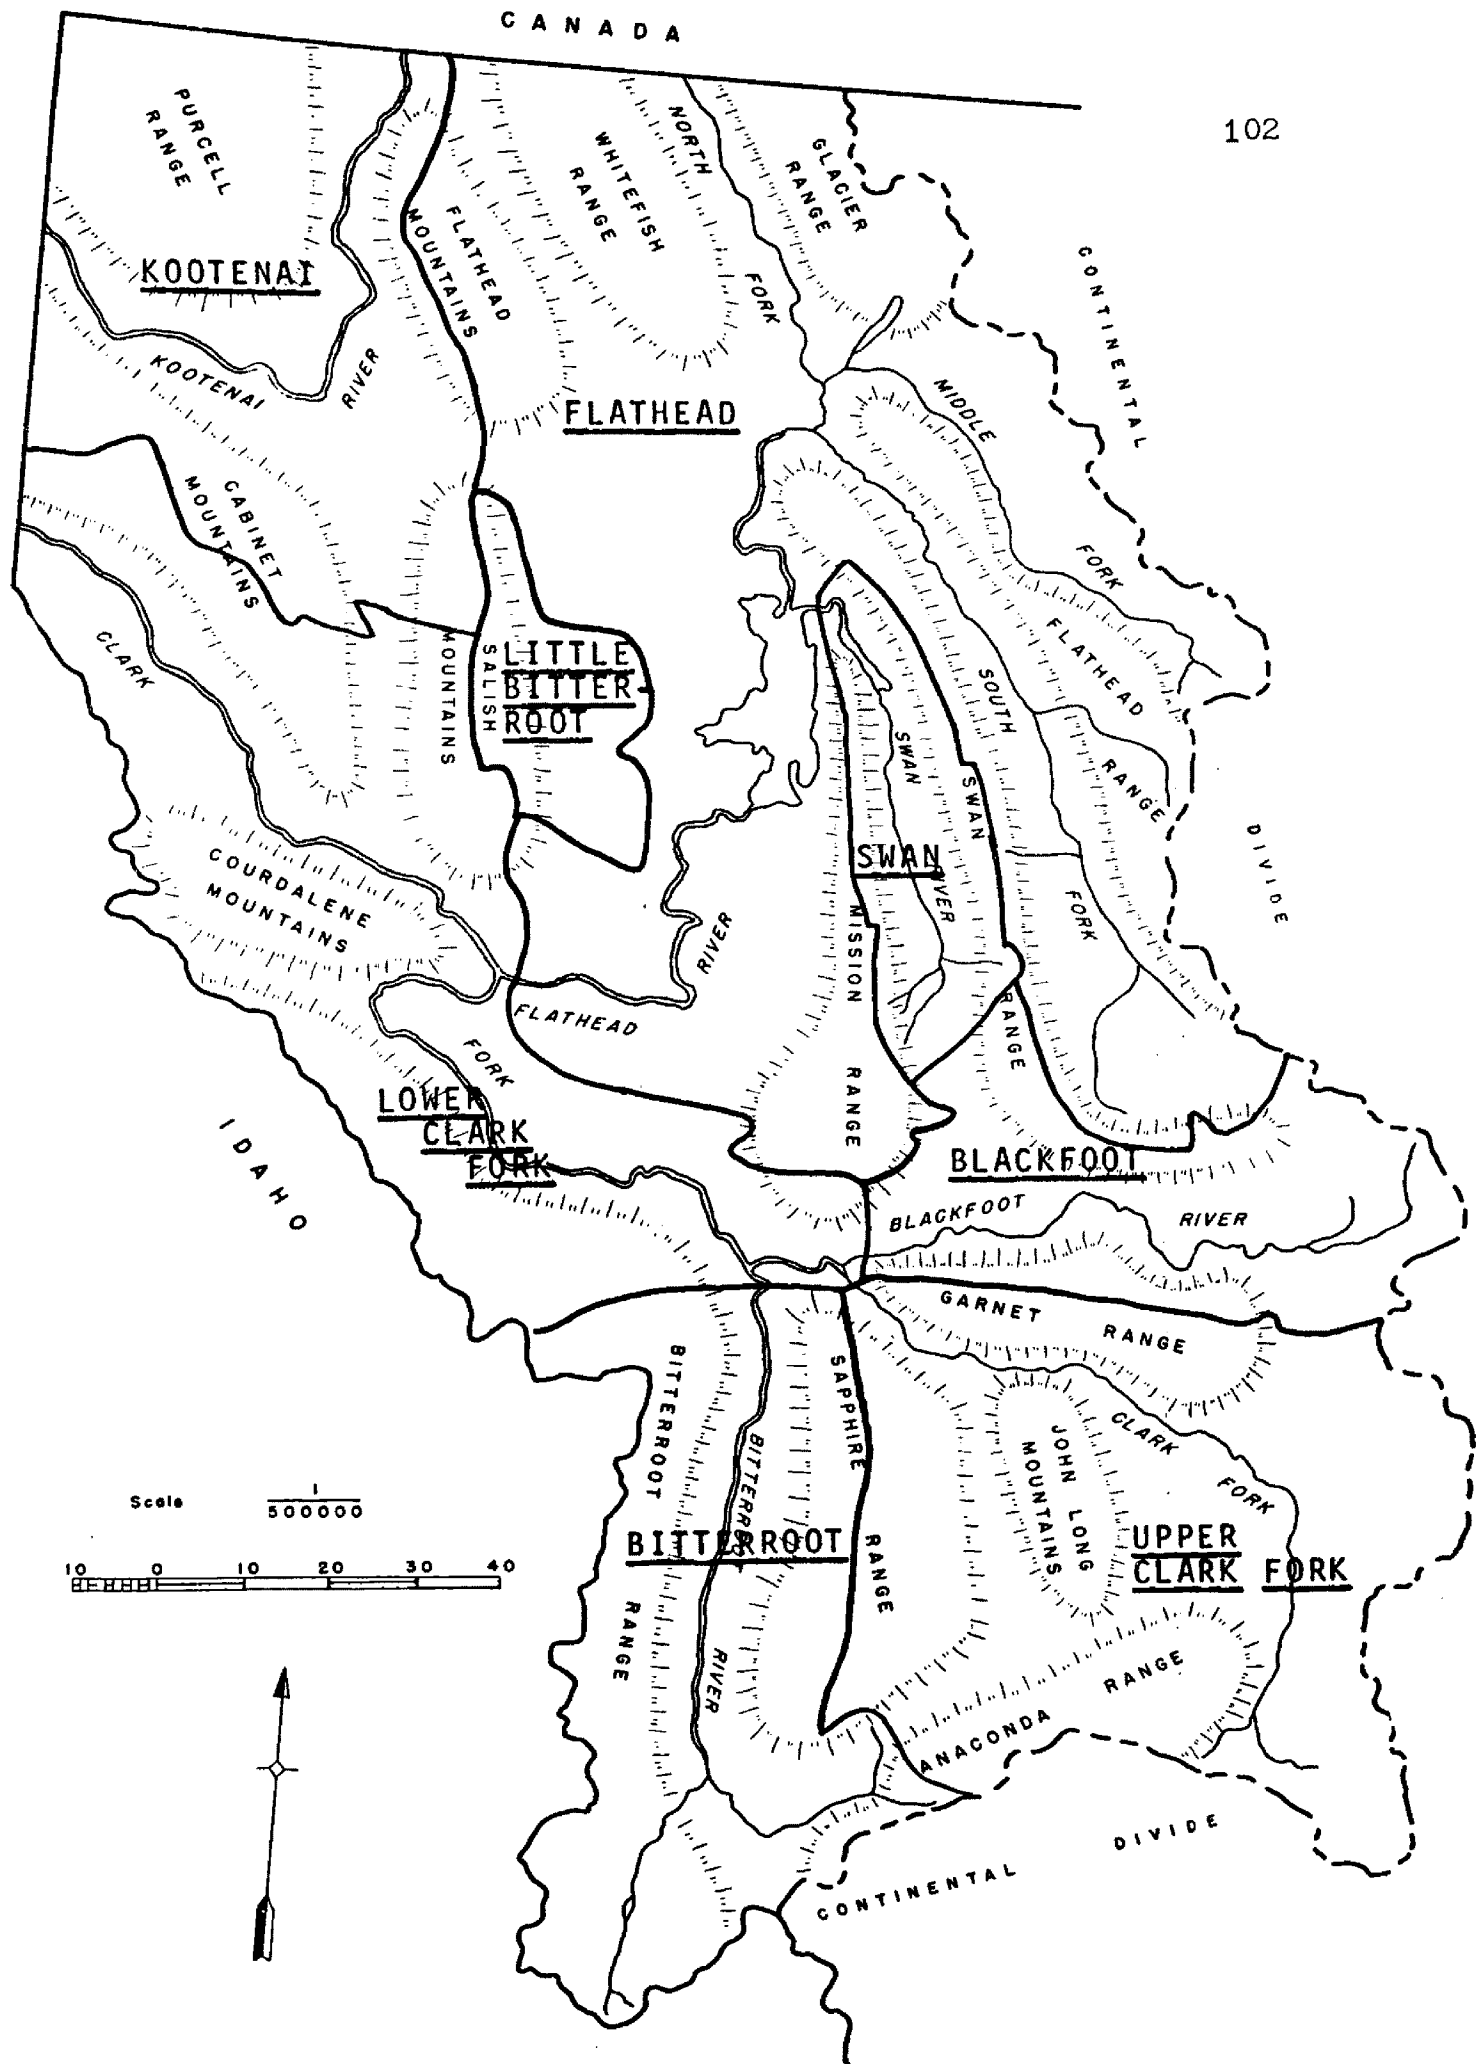 CANADA
102
PURCELL
RANGE
NORTH
FORK
WHITEFISH
RANGE
GLACIER
RANGE
FLATHEAD
MOUNTAINS
KOOTENAI
CONTINENTAL
KOOTENAI
RIVER
MIDDLE
FORK
FLATHEAD
CABINET
MOUNTAINS
CLARK
MOUNTAINS
SALISH
LITTLE
BITTER-
ROOT
SOUTH
FORK
FLATHEAD
RANGE
SWAN
RIVER
SWAN
RANGE
SWAN
DIVIDE
COURDALENE
MOUNTAINS
MISSION
RANGE
RIVER
FLATHEAD
FORK
LOWER
CLARK
FORK
IDAHO
BLACKFOOT
BLACKFOOT
RIVER
GARNET
RANGE
BITTERROOT
RANGE
SAPPHIRE
RANGE
BITTERROOT
RIVER
JOHN LONG
MOUNTAINS
CLARK
FORK
Scale 1
500000
BITTERROOT
UPPER
CLARK FORK
10 0 10 20 30 40
ANACONDA
RANGE
CONTINENTAL
DIVIDE